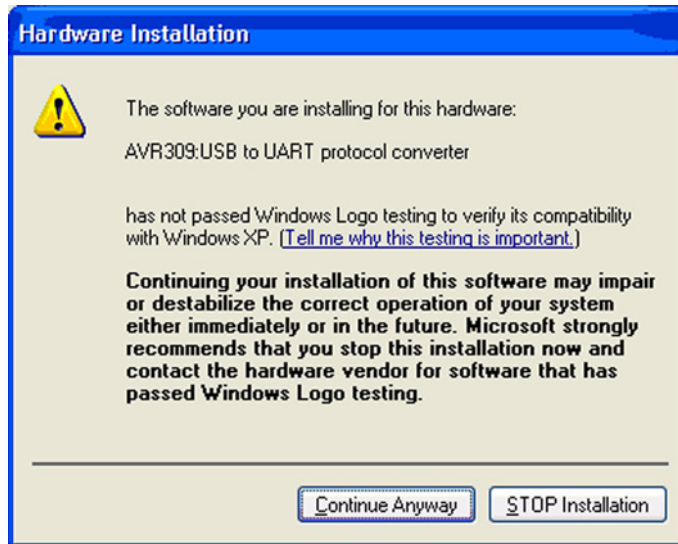 Hardware Installation
The software you are installing for this hardware:
AVR309:USB to UART protocol converter
has not passed Windows Logo testing to verify its compatibility
with Windows XP. (Tell me why this testing is important.)
Continuing your installation of this software may impair
or destabilize the correct operation of your system
either immediately or in the future. Microsoft strongly
recommends that you stop this installation now and
contact the hardware vendor for software that has
passed Windows Logo testing.
Continue Anyway
STOP Installation